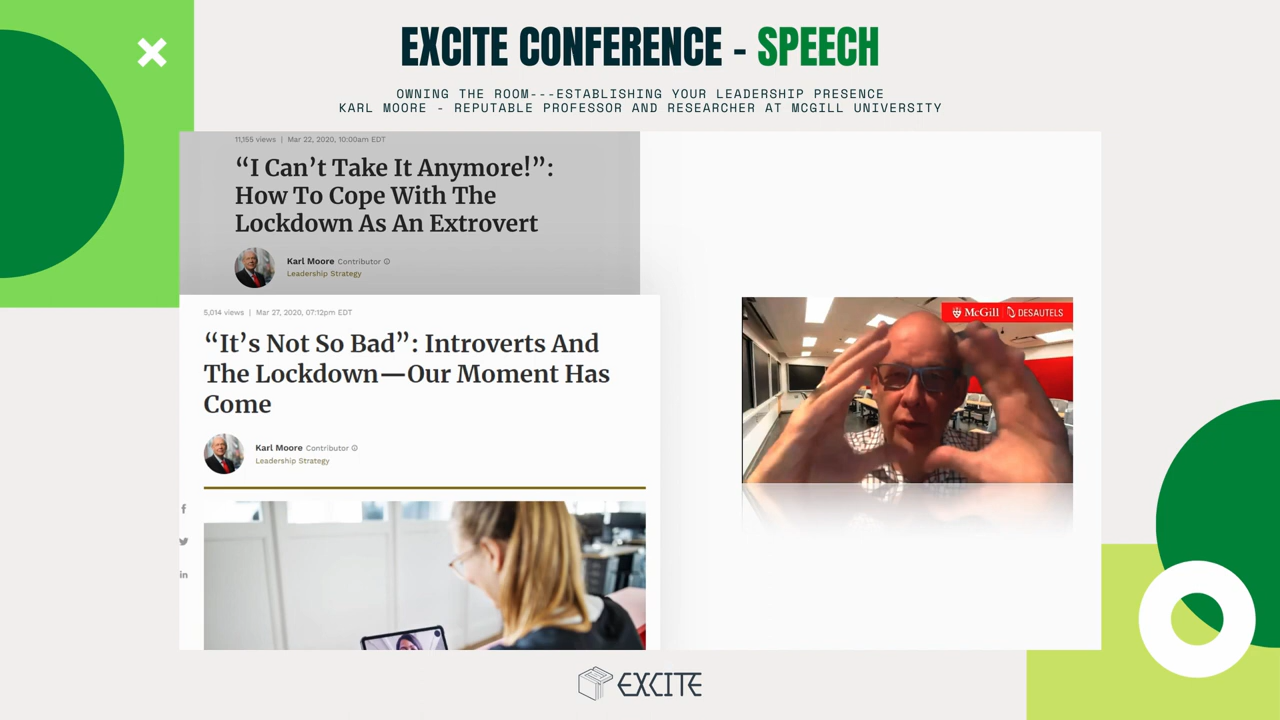 EXCITE CONFERENCE - SPEECH
OWNING THE ROOM---ESTABLISHING YOUR LEADERSHIP PRESENCE
KARL MOORE - REPUTABLE PROFESSOR AND RESEARCHER AT MCGILL UNIVERSITY
11,155 views | Mar 22, 2020, 10:00am EDT
“I Can’t Take It Anymore!”:
How To Cope With The
Lockdown As An Extrovert
Karl Moore Contributor
Leadership Strategy
5,014 views | Mar 27, 2020, 07:12pm EDT
“It’s Not So Bad”: Introverts And
The Lockdown—Our Moment Has
Come
Karl Moore Contributor
Leadership Strategy
McGill DESAUTELS
EXCITE